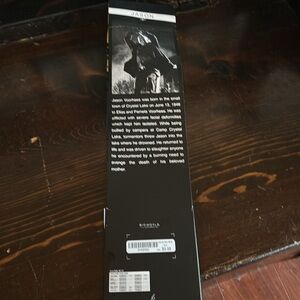 JASON
Jason Voorhees was born in the small
town of Crystal Lake on June 13, 1946
to Elias and Pamela Voorhees. He was
afflicted with severe facial deformities
which kept him isolated. While being
bullied by campers at Camp Crystal
Lake, tormentors threw Jason into the
lake where he drowned. He returned to
life and was driven to slaughter anyone
he encountered by a burning need to
avenge the death of his beloved
mother.